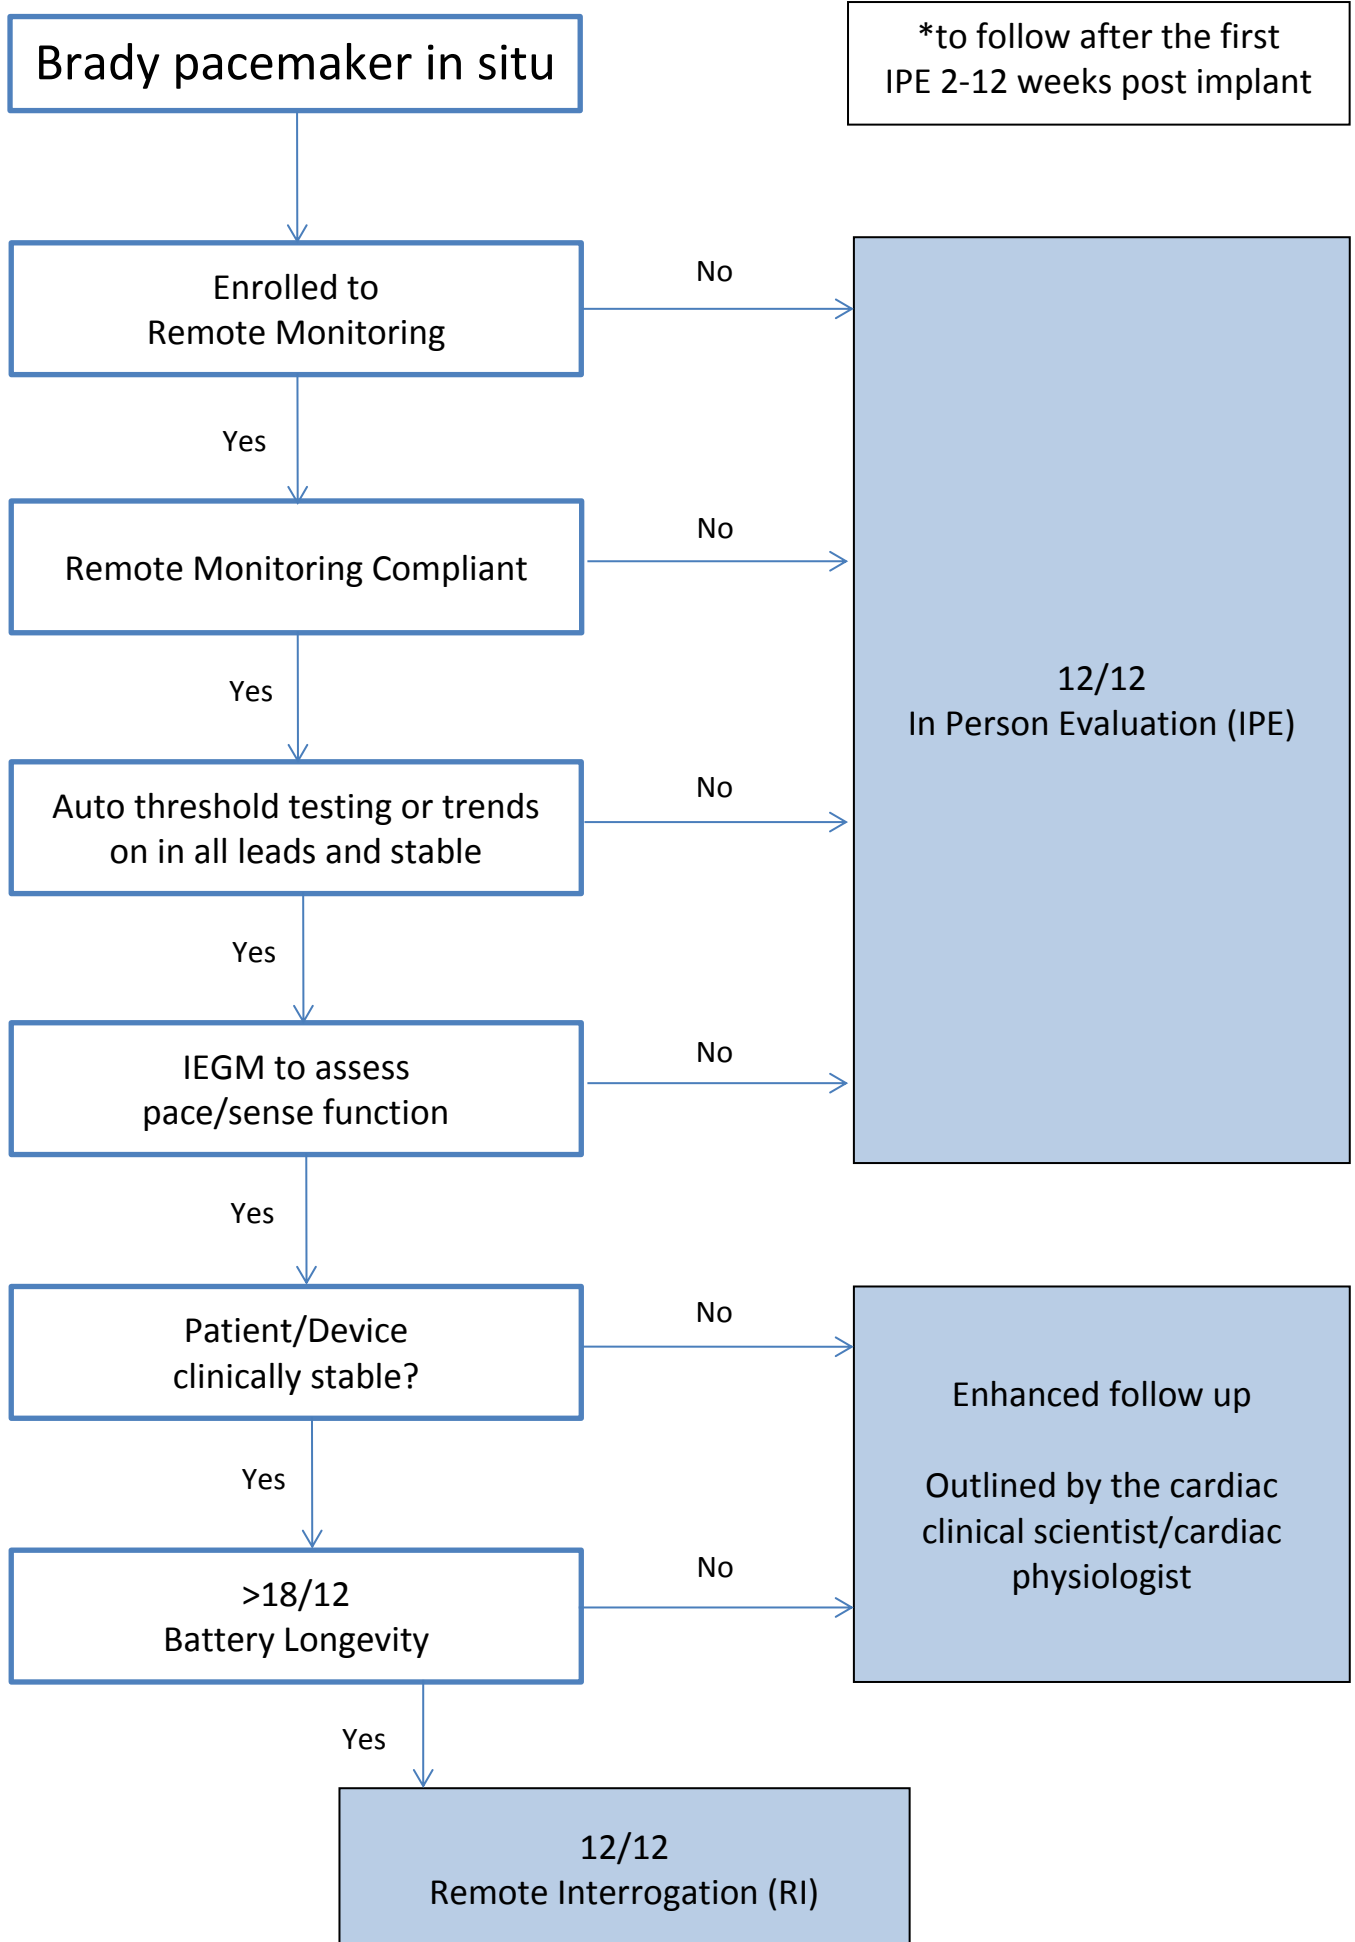 Brady pacemaker in situ
*to follow after the first
IPE 2-12 weeks post implant
Enrolled to
Remote Monitoring
No
Yes
Remote Monitoring Compliant
No
12/12
In Person Evaluation (IPE)
Yes
Auto threshold testing or trends
on in all leads and stable
No
Yes
IEGM to assess
pace/sense function
No
Yes
Patient/Device
clinically stable?
No
Enhanced follow up
Outlined by the cardiac
clinical scientist/cardiac
physiologist
Yes
>18/12
Battery Longevity
No
Yes
12/12
Remote Interrogation (RI)